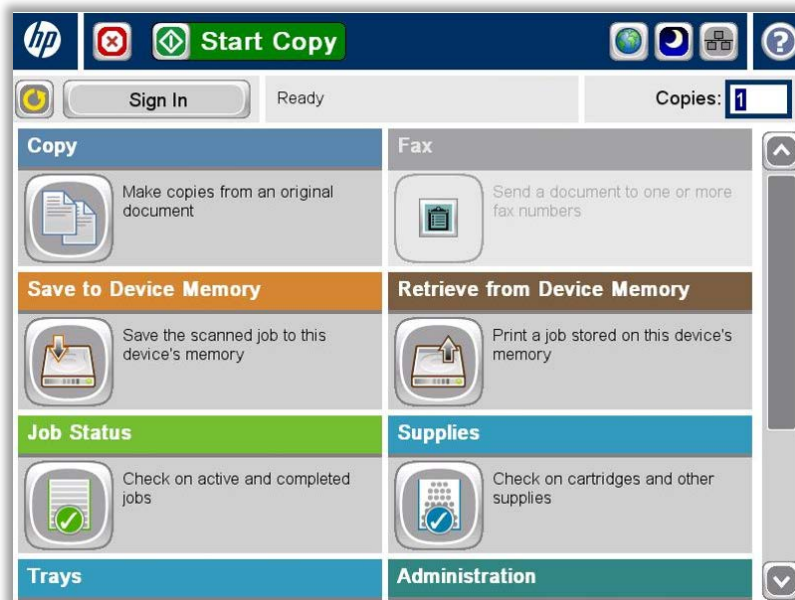 hp
Start Copy
?
Sign In
Ready
Copies: 1
Copy
Fax
Make copies from an original
document
Send a document to one or more
fax numbers
Save to Device Memory
Retrieve from Device Memory
Save the scanned job to this
device's memory
Print a job stored on this device's
memory
Job Status
Supplies
Check on active and completed
jobs
Check on cartridges and other
supplies
Trays
Administration